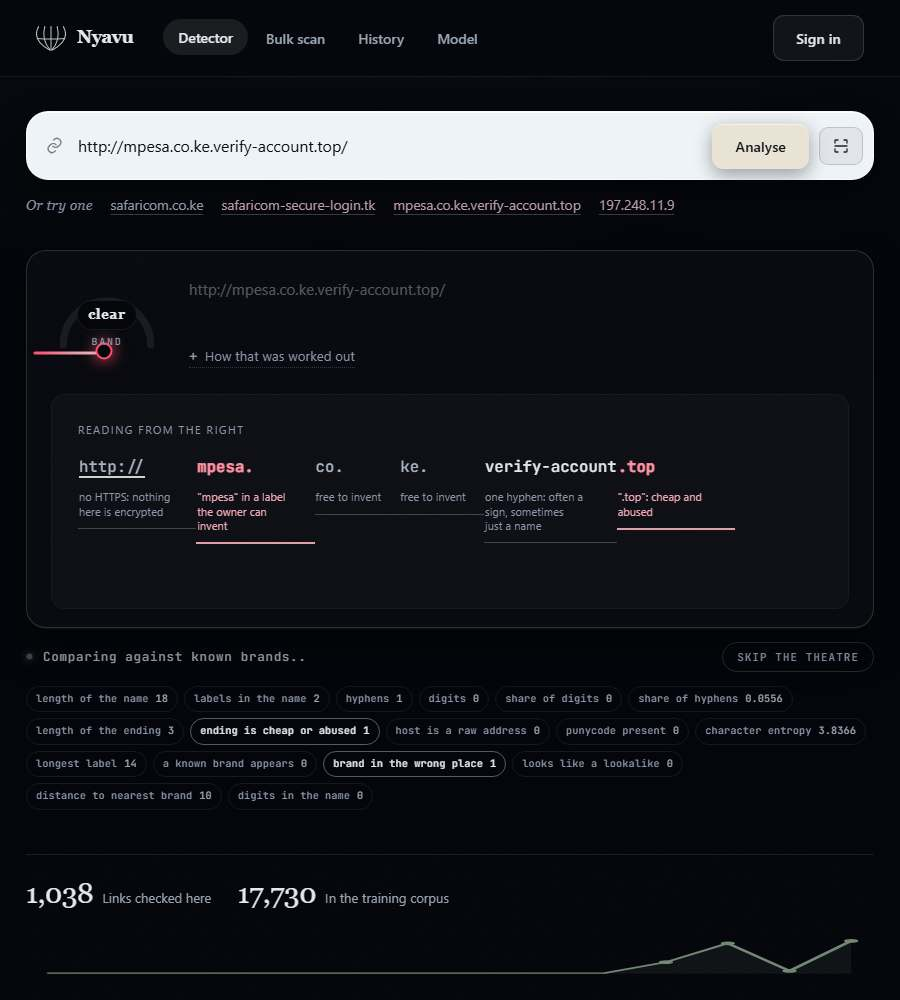 Nyavu Detector Bulk scan History Model Sign in
http://mpesa.co.ke.verify-account.top/ Analyse
Or try one safaricom.co.ke safaricom-secure-login.tk mpesa.co.ke.verify-account.top 197.248.11.9
http://mpesa.co.ke.verify-account.top/
clear
BAND
+ How that was worked out
READING FROM THE RIGHT
http:// mpesa. co. ke. verify-account.top
no HTTPS: nothing "mpesa" in a label free to invent free to invent one hyphen: often a ".top": cheap and
here is encrypted the owner can sign, sometimes abused
invent just a name
Comparing against known brands.. SKIP THE THEATRE
length of the name 18 labels in the name 2 hyphens 1 digits 0 share of digits 0 share of hyphens 0.0556
length of the ending 3 ending is cheap or abused 1 host is a raw address 0 punycode present 0 character entropy 3.8366
longest label 14 a known brand appears 0 brand in the wrong place 1 looks like a lookalike 0
distance to nearest brand 10 digits in the name 0
1,038 Links checked here 17,730 In the training corpus